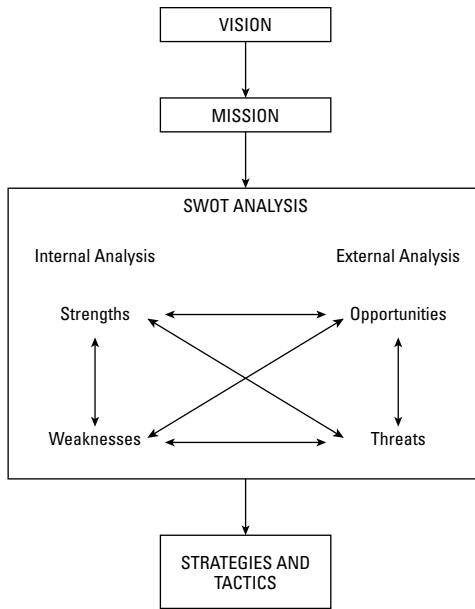 VISION
MISSION
SWOT ANALYSIS
Internal Analysis
External Analysis
Strengths
Opportunities
Weaknesses
Threats
STRATEGIES AND
TACTICS